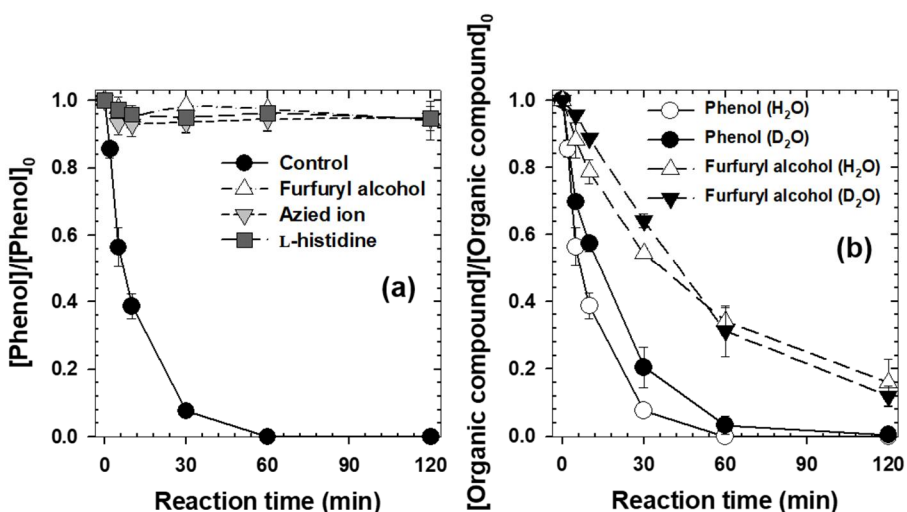 [Phenol]/[Phenol]₀
1.0
0.8
0.6
0.4
0.2
0.0
Control
Furfuryl alcohol
Azied ion
L-histidine
(a)
0 30 60 90 120
Reaction time (min)
[Organic compound]/[Organic compound]₀
1.0
0.8
0.6
0.4
0.2
0.0
Phenol (H₂O)
Phenol (D₂O)
Furfuryl alcohol (H₂O)
Furfuryl alcohol (D₂O)
(b)
0 30 60 90 120
Reaction time (min)